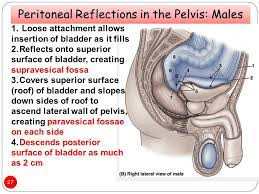 Peritoneal Reflections in the Pelvis: Males
1. Loose attachment allows
insertion of bladder as it fills
2.Reflects onto superior
surface of bladder, creating
supravesical fossa
3.Covers superior surface
(roof) of bladder and slopes
down sides of roof to
ascend lateral wall of pelvis,
creating paravesical fossae
on each side
4.Descends posterior
surface of bladder as much
as 2 cm
(B) Right lateral view of male
27